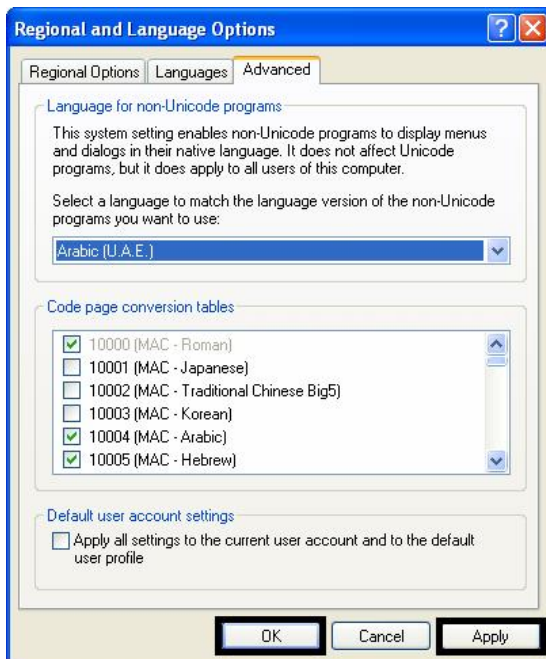 Regional and Language Options
Regional Options
Languages
Advanced
Language for non-Unicode programs
This system setting enables non-Unicode programs to display menus
and dialogs in their native language. It does not affect Unicode
programs, but it does apply to all users of this computer.
Select a language to match the language version of the non-Unicode
programs you want to use:
Arabic (U.A.E.)
Code page conversion tables
10000 (MAC - Roman)
10001 (MAC - Japanese)
10002 (MAC - Traditional Chinese Big5)
10003 (MAC - Korean)
10004 (MAC - Arabic)
10005 (MAC - Hebrew)
Default user account settings
Apply all settings to the current user account and to the default
user profile
OK
Cancel
Apply